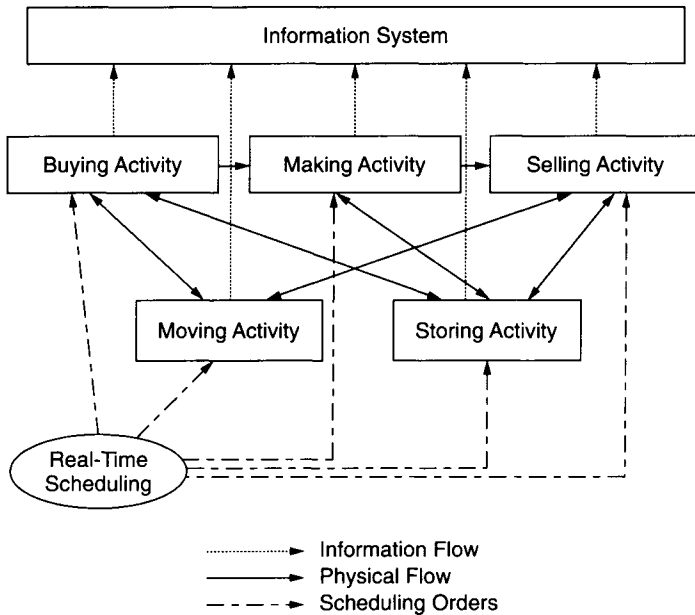 Information System
Buying Activity
Making Activity
Selling Activity
Moving Activity
Storing Activity
Real-Time
Scheduling
Information Flow
Physical Flow
Scheduling Orders